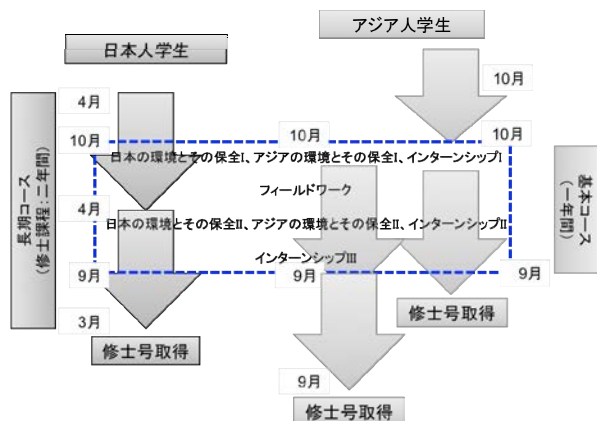 アジア人学生
日本人学生
10月
4月
10月
10月
10月
日本の環境とその保全I、アジアの環境とその保全I、インターンシップI
フィールドワーク
4月
日本の環境とその保全II、アジアの環境とその保全II、インターンシップII
インターンシップIII
9月
9月
9月
3月
修士号取得
修士号取得
9月
修士号取得
長期コース
(修士課程:二年間)
基本コース
(一年間)